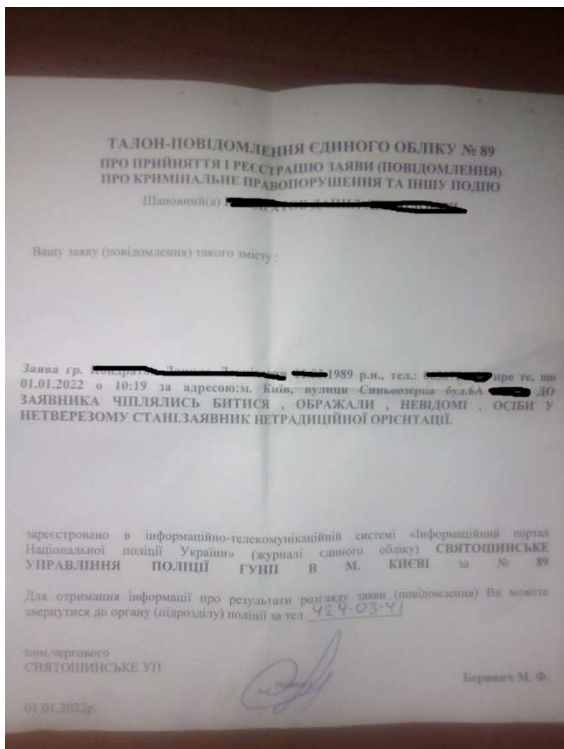 ТАЛОН-ПОВІДОМЛЕННЯ ЄДИНОГО ОБЛІКУ № 89
ПРО ПРИЙНЯТТЯ І РЕЄСТРАЦІЮ ЗАЯВИ (ПОВІДОМЛЕННЯ)
ПРО КРИМІНАЛЬНЕ ПРАВОПОРУШЕННЯ ТА ІНШУ ПОДІЮ
Шановний(а)
Вашу заяву (повідомлення) такого змісту :
Заява гр. 1989 р.н., тел.: про те, що
01.01.2022 о 10:19 за адресою:м. Київ, вулиця Синьоозерна буд.6А ДО
ЗАЯВНИКА ЧІПЛЯЛИСЬ БИТИСЯ , ОБРАЖАЛИ , НЕВІДОМІ , ОСІБИ У
НЕТВЕРЕЗОМУ СТАНІ.ЗАЯВНИК НЕТРАДИЦІЙНОЇ ОРІЄНТАЦІЇ.
зареєстровано в інформаційно-телекомунікаційній системі «Інформаційний портал
Національної поліції України» (журналі єдиного обліку) СВЯТОШИНСЬКЕ
УПРАВЛІННЯ ПОЛІЦІЇ ГУНП В М. КИЄВІ за № 89
Для отримання інформації про результати розгляду заяви (повідомлення) Ви можете
звернутися до органу (підрозділу) поліції за тел. 424-03-41
пом.чергового
СВЯТОШИНСЬКЕ УП
М. Ф.
01.01.2022р.